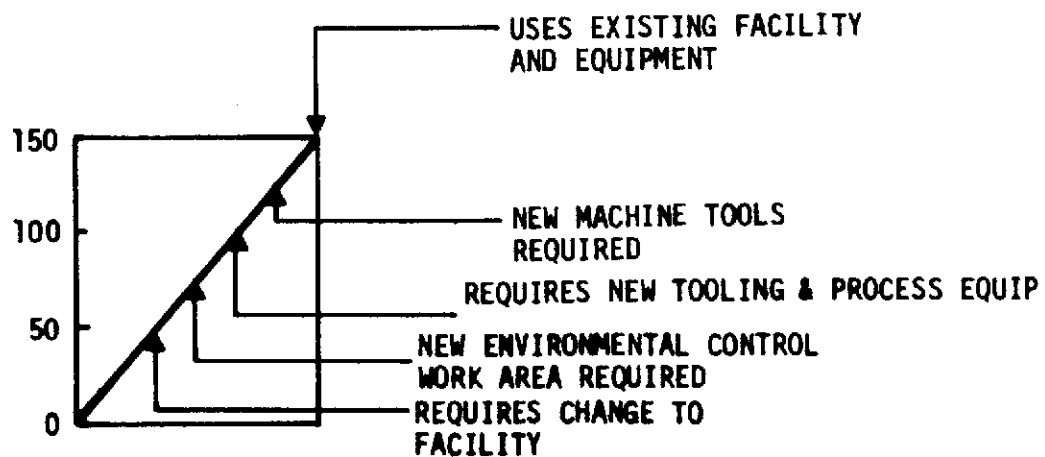 USES EXISTING FACILITY
AND EQUIPMENT
150
NEW MACHINE TOOLS
REQUIRED
100
REQUIRES NEW TOOLING & PROCESS EQUIP
50
NEW ENVIRONMENTAL CONTROL
WORK AREA REQUIRED
0
REQUIRES CHANGE TO
FACILITY